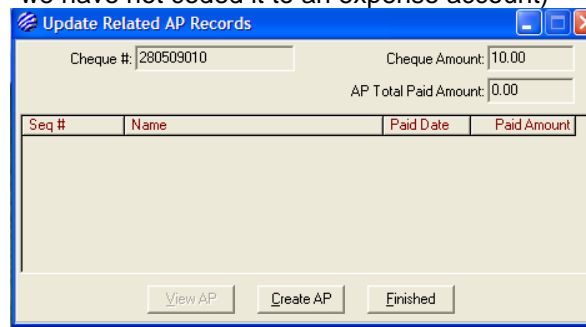 we have not coded it to an expense account)
Update Related AP Records
Cheque #: 280509010 Cheque Amount: 10.00
AP Total Paid Amount: 0.00
Seq # Name Paid Date Paid Amount
View AP Create AP Finished